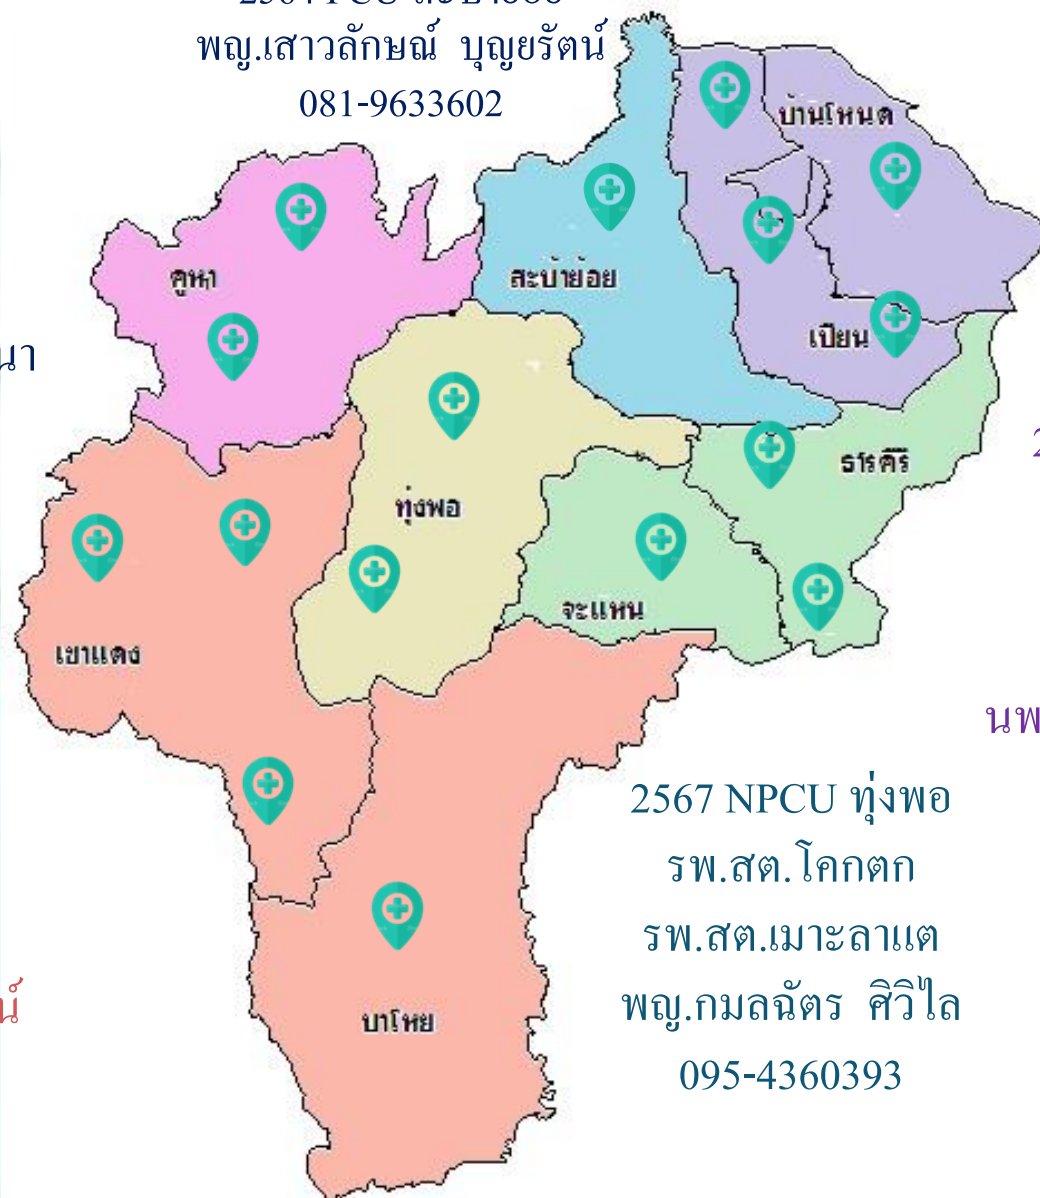 พญ.เสาวลักษณ์ บุญยรัตน์
081-9633602
บ้านโหนด
คูหา
สะบ้าย้อย
เปียน
นา
2
ธารคีรี
ทุ่งพอ
จะแหน
เขาแดง
นพ
2567 NPCU ทุ่งพอ
รพ.สต.โคกตก
รพ.สต.เมาะลาแต
พญ.กมลฉัตร ศิวิไล
095-4360393
น์
บาโหย